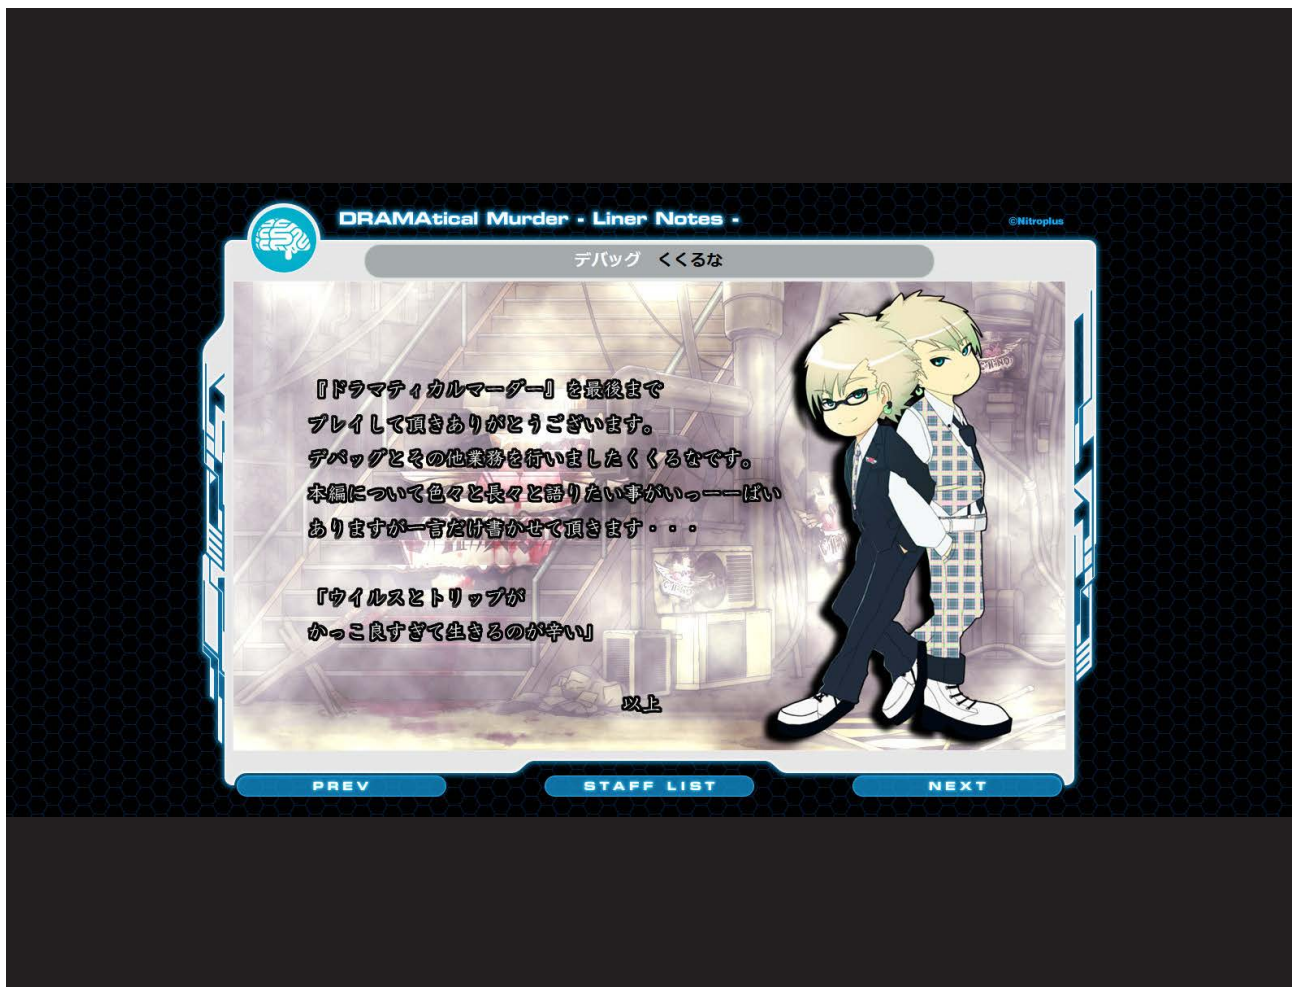 DRAMAtical Murder - Liner Notes -
©Nitroplus
デバッグ　くくるな
『ドラマティカルマーダー』を最後まで
プレイして頂きありがとうございます。
デバッグとその他業務を行いましたくくるなです。
本編について色々と長々と語りたい事がいっーーぱい
ありますが一言だけ書かせて頂きます・・・
「ウイルスとトリップが
かっこ良すぎて生きるのが辛い」
以上
PREV
STAFF LIST
NEXT